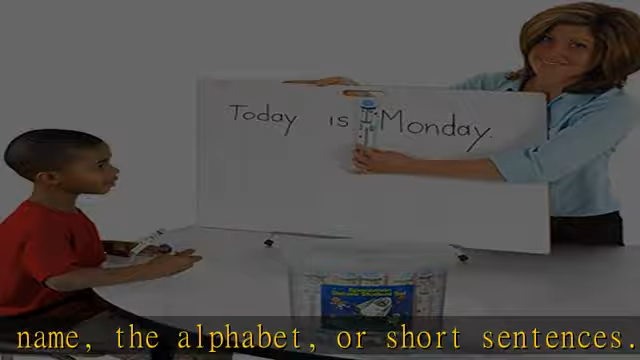 Today is Monday.
name, the alphabet, or short sentences.